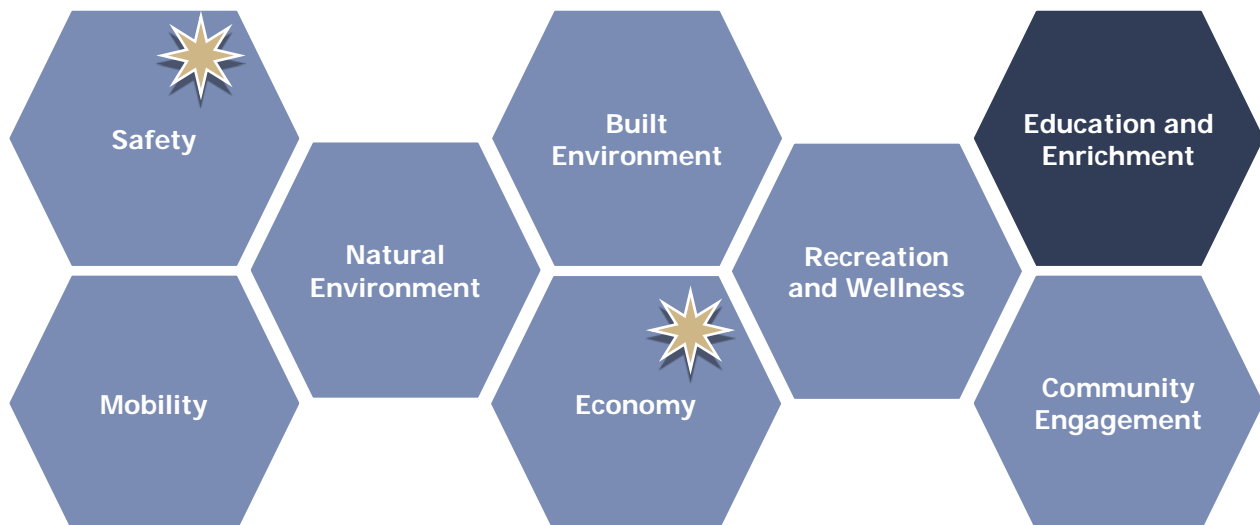 Safety
Built
Environment
Education and
Enrichment
Natural
Environment
Recreation
and Wellness
Mobility
Economy
Community
Engagement